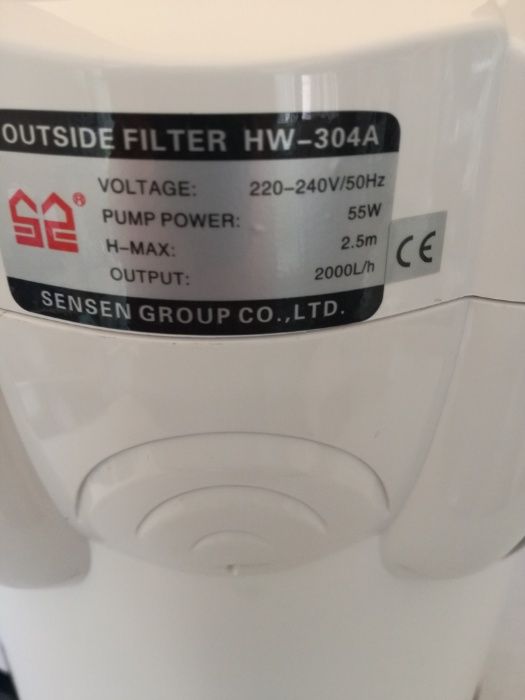 OUTSIDE FILTER HW-304A
VOLTAGE: 220-240V/50Hz
PUMP POWER: 55W
H-MAX: 2.5m
OUTPUT: 2000L/h
®
CE
SENSEN GROUP CO.,LTD.